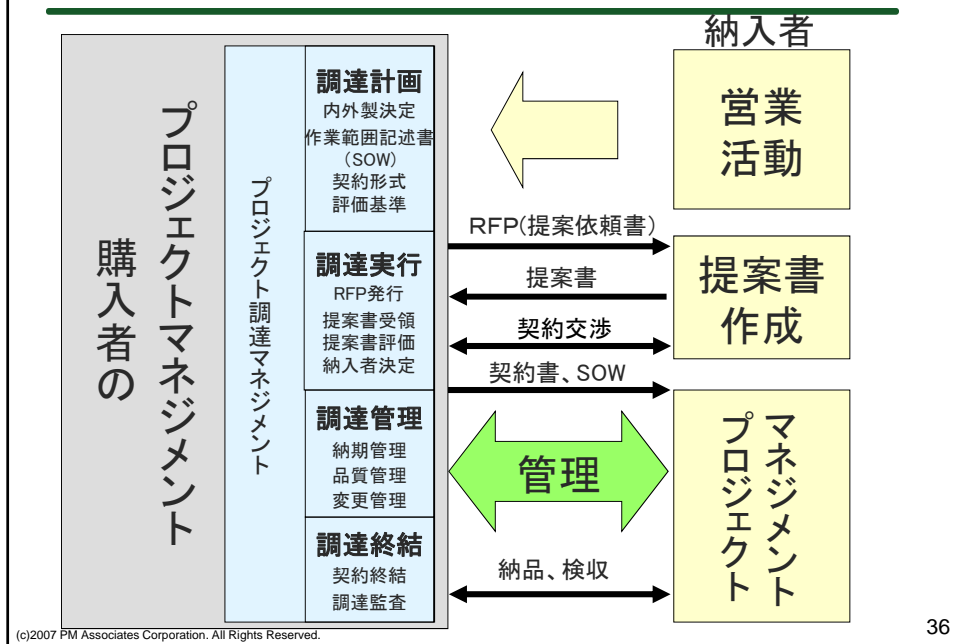 購入者の
プロジェクトマネジメント
プロジェクト調達マネジメント
調達計画
内外製決定
作業範囲記述書
(SOW)
契約形式
評価基準
調達実行
RFP発行
提案書受領
提案書評価
納入者決定
調達管理
納期管理
品質管理
変更管理
調達終結
契約終結
調達監査
RFP(提案依頼書)
提案書
契約交渉
契約書、SOW
管理
納品、検収
納入者
営業
活動
提案書
作成
プロジェクト
マネジメント
(c)2007 PM Associates Corporation. All Rights Reserved.
36